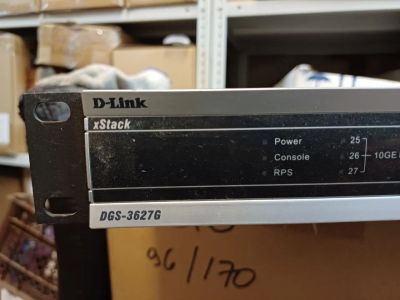 D-Link
xStack
Power 25
Console 26 10GE
RPS 27
DGS-3627G
96/170